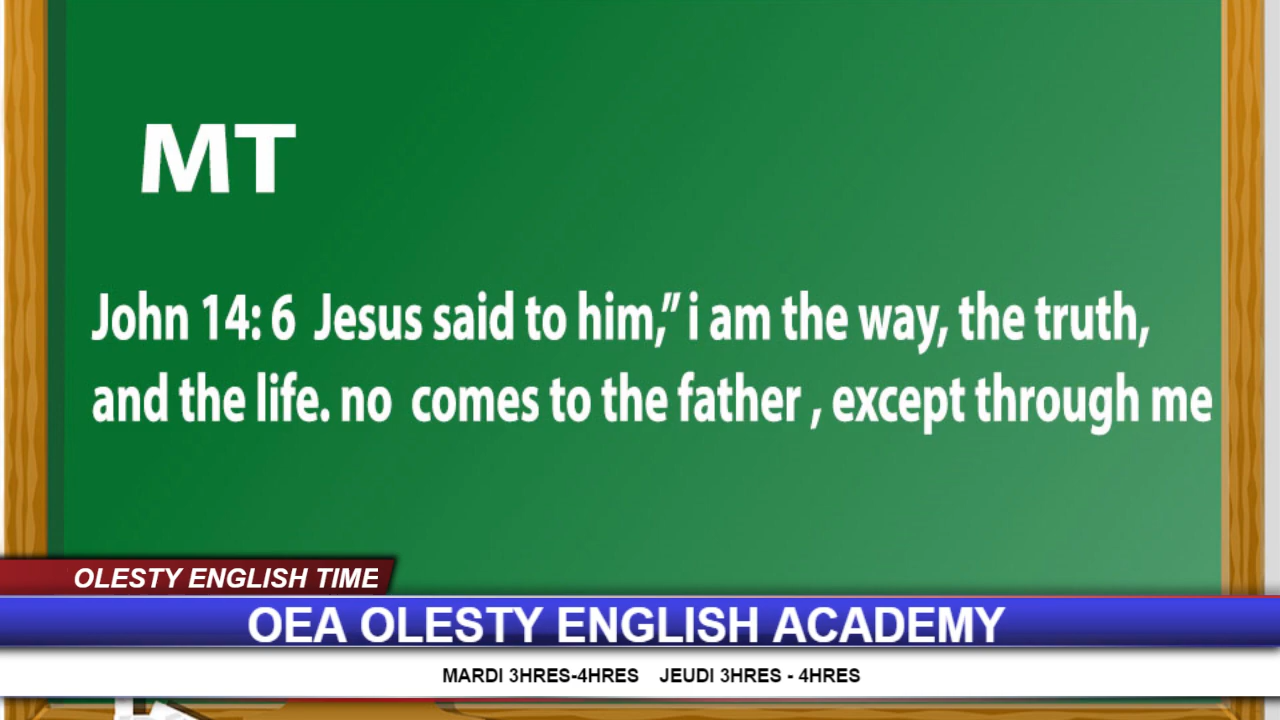 MT
John 14: 6 Jesus said to him,” i am the way, the truth,
and the life. no comes to the father , except through me
OLESTY ENGLISH TIME
OEA OLESTY ENGLISH ACADEMY
MARDI 3HRES-4HRES JEUDI 3HRES - 4HRES